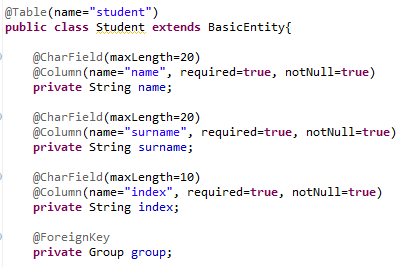 @Table(name="student")
public class Student extends BasicEntity{
@CharField(maxLength=20)
@Column(name="name", required=true, notNull=true)
private String name;
@CharField(maxLength=20)
@Column(name="surname", required=true, notNull=true)
private String surname;
@CharField(maxLength=10)
@Column(name="index", required=true, notNull=true)
private String index;
@ForeignKey
private Group group;